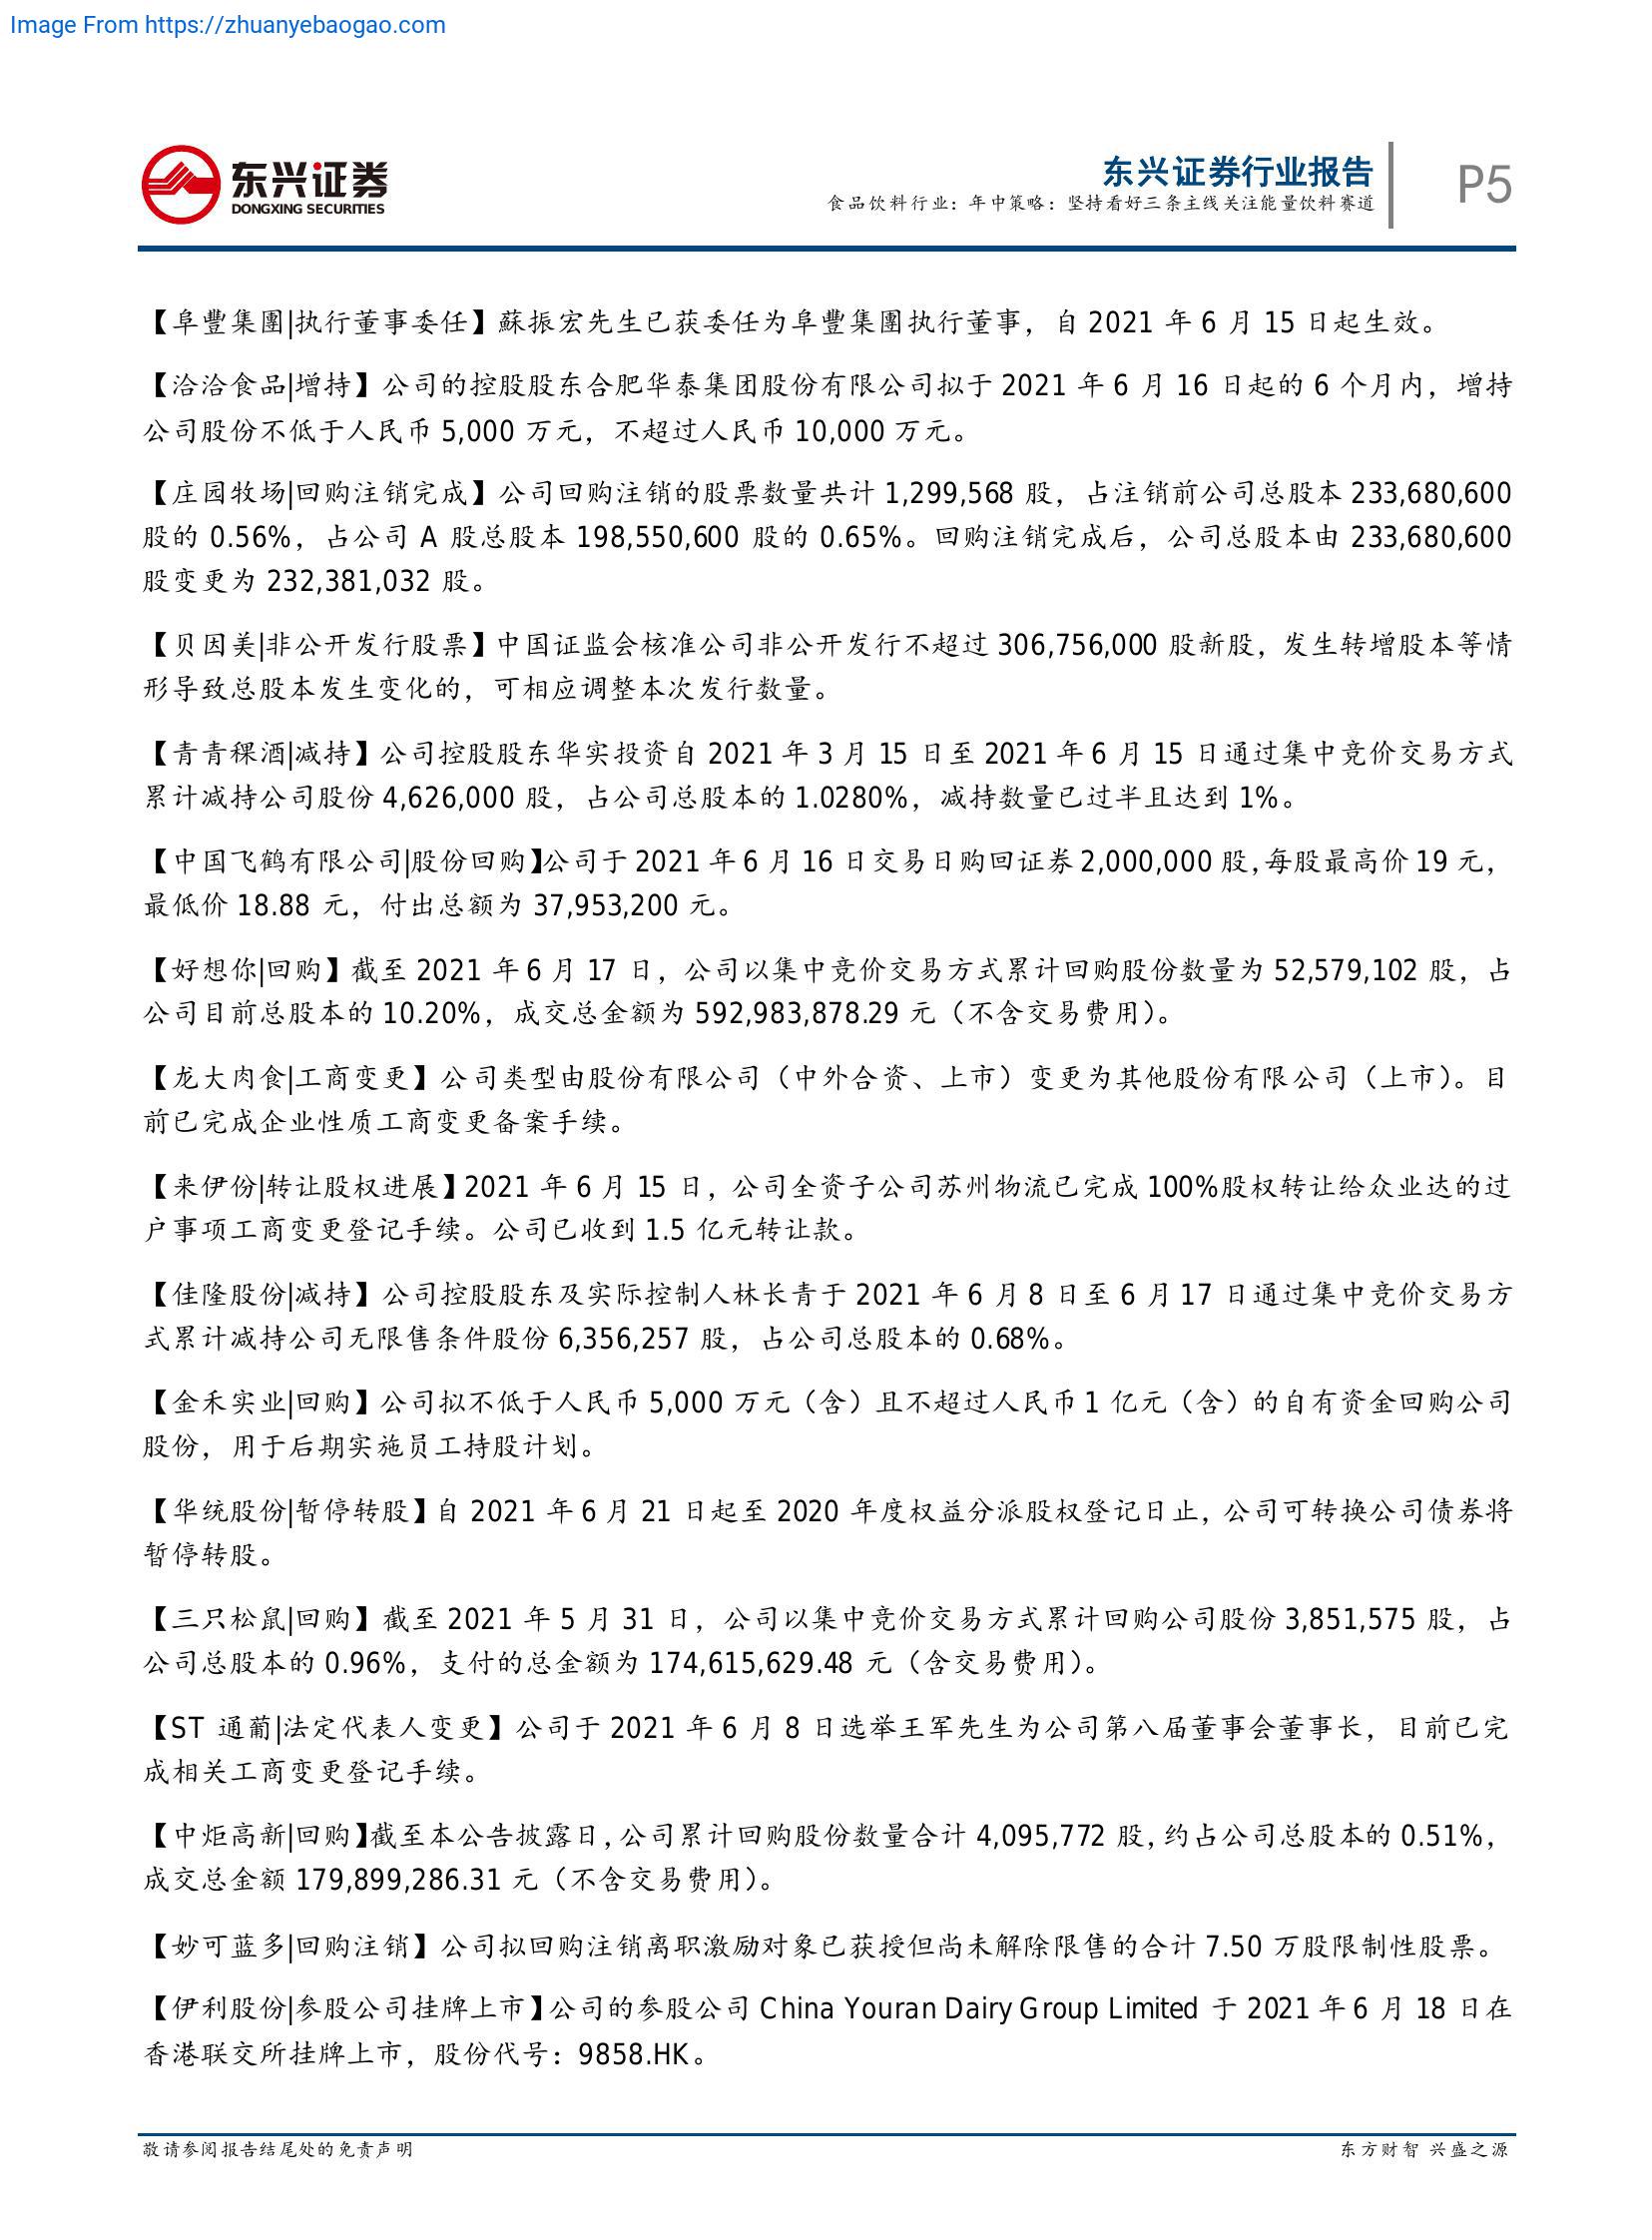 Image From https://zhuanyebaogao.com
东兴证券
DONGXING SECURITIES
东兴证券行业报告
食品饮料行业：年中策略：坚持看好三条主线关注能量饮料赛道
P5
【阜豐集團|执行董事委任】蘇振宏先生已获委任为阜豐集團执行董事，自 2021 年 6 月 15 日起生效。
【洽洽食品|增持】公司的控股股东合肥华泰集团股份有限公司拟于 2021 年 6 月 16 日起的 6 个月内，增持
公司股份不低于人民币 5,000 万元，不超过人民币 10,000 万元。
【庄园牧场|回购注销完成】公司回购注销的股票数量共计 1,299,568 股，占注销前公司总股本 233,680,600
股的 0.56%，占公司 A 股总股本 198,550,600 股的 0.65%。回购注销完成后，公司总股本由 233,680,600
股变更为 232,381,032 股。
【贝因美|非公开发行股票】中国证监会核准公司非公开发行不超过 306,756,000 股新股，发生转增股本等情
形导致总股本发生变化的，可相应调整本次发行数量。
【青青稞酒|减持】公司控股股东华实投资自 2021 年 3 月 15 日至 2021 年 6 月 15 日通过集中竞价交易方式
累计减持公司股份 4,626,000 股，占公司总股本的 1.0280%，减持数量已过半且达到 1%。
【中国飞鹤有限公司|股份回购】公司于 2021 年 6 月 16 日交易日购回证券 2,000,000 股，每股最高价 19 元，
最低价 18.88 元，付出总额为 37,953,200 元。
【好想你|回购】截至 2021 年 6 月 17 日，公司以集中竞价交易方式累计回购股份数量为 52,579,102 股，占
公司目前总股本的 10.20%，成交总金额为 592,983,878.29 元（不含交易费用）。
【龙大肉食|工商变更】公司类型由股份有限公司（中外合资、上市）变更为其他股份有限公司（上市）。目
前已完成企业性质工商变更备案手续。
【来伊份|转让股权进展】2021 年 6 月 15 日，公司全资子公司苏州物流已完成 100%股权转让给众业达的过
户事项工商变更登记手续。公司已收到 1.5 亿元转让款。
【佳隆股份|减持】公司控股股东及实际控制人林长青于 2021 年 6 月 8 日至 6 月 17 日通过集中竞价交易方
式累计减持公司无限售条件股份 6,356,257 股，占公司总股本的 0.68%。
【金禾实业|回购】公司拟不低于人民币 5,000 万元（含）且不超过人民币 1 亿元（含）的自有资金回购公司
股份，用于后期实施员工持股计划。
【华统股份|暂停转股】自 2021 年 6 月 21 日起至 2020 年度权益分派股权登记日止，公司可转换公司债券将
暂停转股。
【三只松鼠|回购】截至 2021 年 5 月 31 日，公司以集中竞价交易方式累计回购公司股份 3,851,575 股，占
公司总股本的 0.96%，支付的总金额为 174,615,629.48 元（含交易费用）。
【ST 通葡|法定代表人变更】公司于 2021 年 6 月 8 日选举王军先生为公司第八届董事会董事长，目前已完
成相关工商变更登记手续。
【中炬高新|回购】截至本公告披露日，公司累计回购股份数量合计 4,095,772 股，约占公司总股本的 0.51%，
成交总金额 179,899,286.31 元（不含交易费用）。
【妙可蓝多|回购注销】公司拟回购注销离职激励对象已获授但尚未解除限售的合计 7.50 万股限制性股票。
【伊利股份|参股公司挂牌上市】公司的参股公司 China Youran Dairy Group Limited 于 2021 年 6 月 18 日在
香港联交所挂牌上市，股份代号：9858.HK。
敬请参阅报告结尾处的免责声明
东方财智 兴盛之源